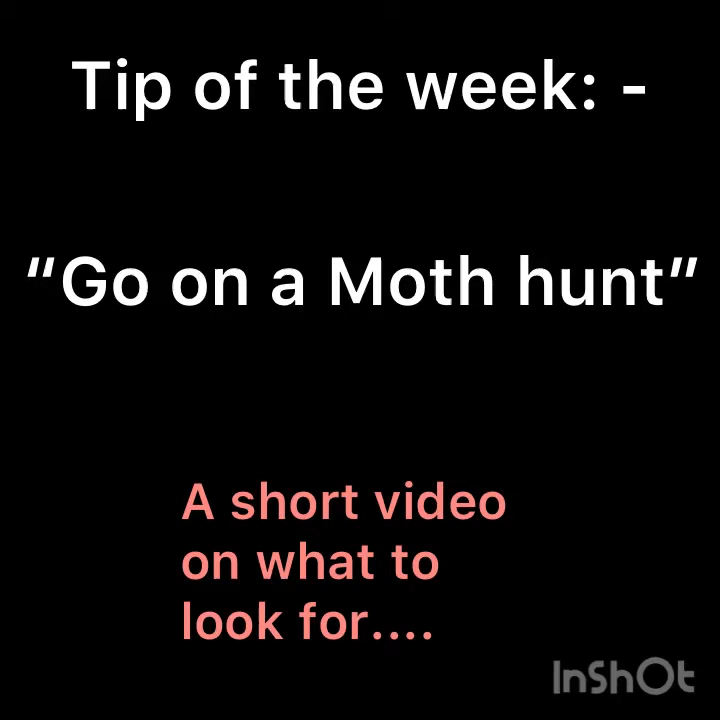 Tip of the week: -
“Go on a Moth hunt”
A short video
on what to
look for....
InShOt